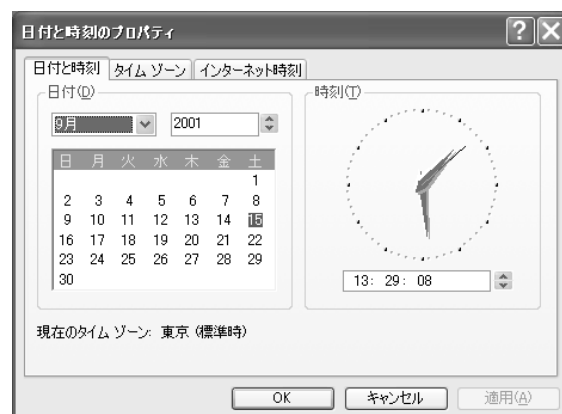 日付と時刻のプロパティ
日付と時刻 タイム ゾーン インターネット時刻
日付(D) 時刻(T)
9月 2001
日 月 火 水 木 金 土
1
2 3 4 5 6 7 8
9 10 11 12 13 14 15
16 17 18 19 20 21 22
23 24 25 26 27 28 29
30
13: 29: 08
現在のタイム ゾーン: 東京 (標準時)
OK キャンセル 適用(A)